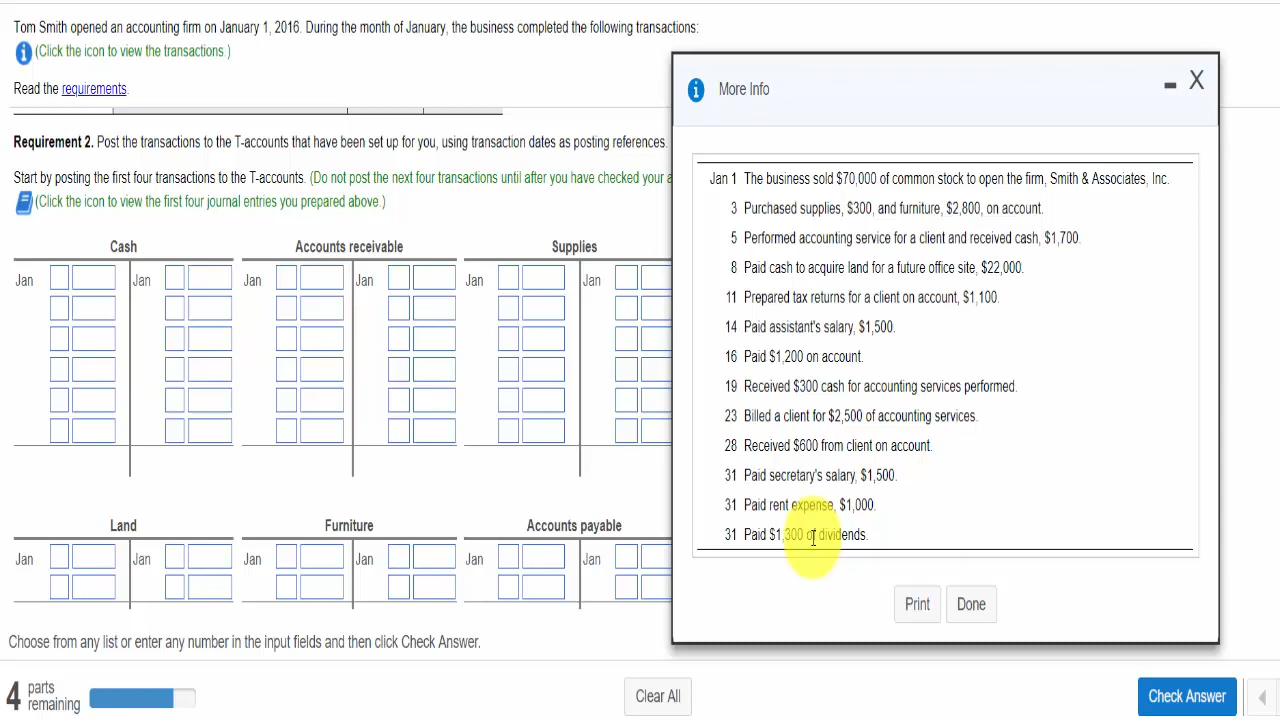 Tom Smith opened an accounting firm on January 1, 2016. During the month of January, the business completed the following transactions:
(Click the icon to view the transactions.)
Read the requirements.
Requirement 2. Post the transactions to the T-accounts that have been set up for you, using transaction dates as posting references.
Start by posting the first four transactions to the T-accounts. (Do not post the next four transactions until after you have checked your
(Click the icon to view the first four journal entries you prepared above.)
Cash Accounts receivable Supplies
Jan Jan Jan Jan Jan Jan
Land Furniture Accounts payable
Jan Jan Jan Jan Jan Jan
Choose from any list or enter any number in the input fields and then click Check Answer.
4 parts remaining
Clear All
Check Answer
More Info
X
Jan 1 The business sold $70,000 of common stock to open the firm, Smith & Associates, Inc.
3 Purchased supplies, $300, and furniture, $2,800, on account.
5 Performed accounting service for a client and received cash, $1,700.
8 Paid cash to acquire land for a future office site, $22,000.
11 Prepared tax returns for a client on account, $1,100.
14 Paid assistant's salary, $1,500.
16 Paid $1,200 on account.
19 Received $300 cash for accounting services performed.
23 Billed a client for $2,500 of accounting services.
28 Received $600 from client on account.
31 Paid secretary's salary, $1,500.
31 Paid rent expense, $1,000.
31 Paid $1,300 of dividends.
Print Done